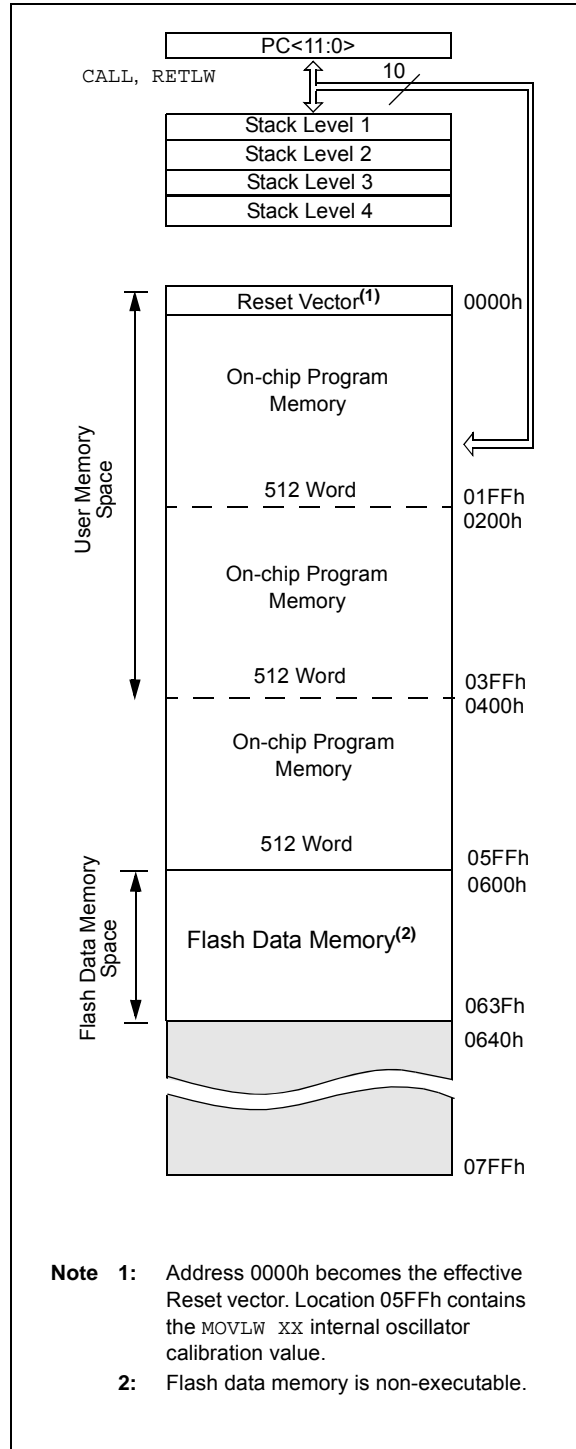 PC<11:0>
CALL, RETLW
10
Stack Level 1
Stack Level 2
Stack Level 3
Stack Level 4
Reset Vector(1)
0000h
On-chip Program
Memory
512 Word
01FFh
0200h
On-chip Program
Memory
512 Word
03FFh
0400h
On-chip Program
Memory
512 Word
05FFh
0600h
Flash Data Memory(2)
063Fh
0640h
07FFh
User Memory
Space
Flash Data Memory
Space
Note 1: Address 0000h becomes the effective
Reset vector. Location 05FFh contains
the MOVLW XX internal oscillator
calibration value.
2: Flash data memory is non-executable.